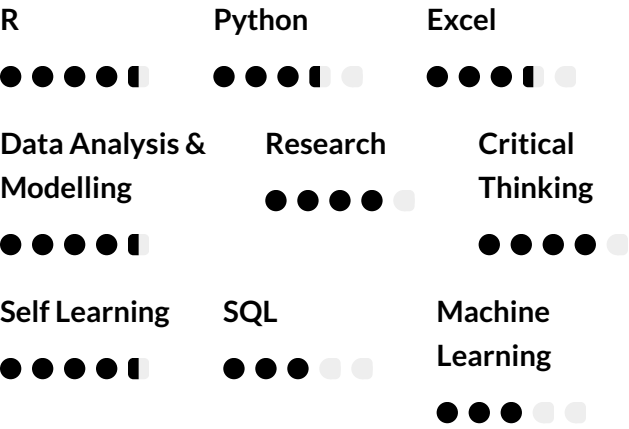 R
Python
Excel
Data Analysis &
Modelling
Research
Critical
Thinking
Self Learning
SQL
Machine
Learning